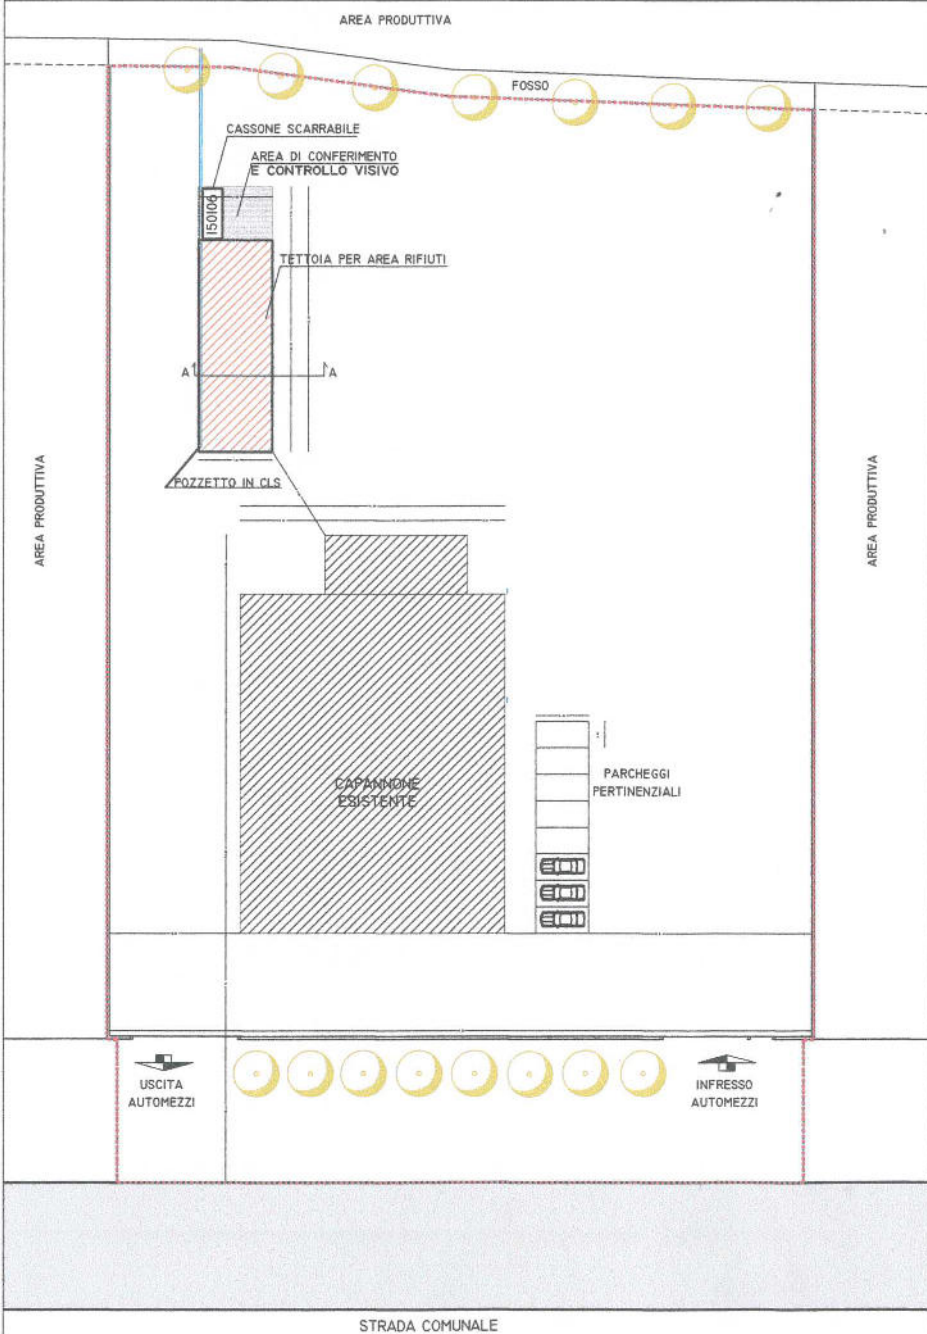 AREA PRODUTTIVA
FOSSO
CASSONE SCARRABILE
AREA DI CONFERIMENTO
E CONTROLLO VISIVO
150106
TETTOIA PER AREA RIFIUTI
A
A
POZZETTO IN CLS
AREA PRODUTTIVA
AREA PRODUTTIVA
CAPANNONE
ESISTENTE
PARCHEGGI
PERTINENZIALI
USCITA
AUTOMEZZI
INFRESSO
AUTOMEZZI
STRADA COMUNALE